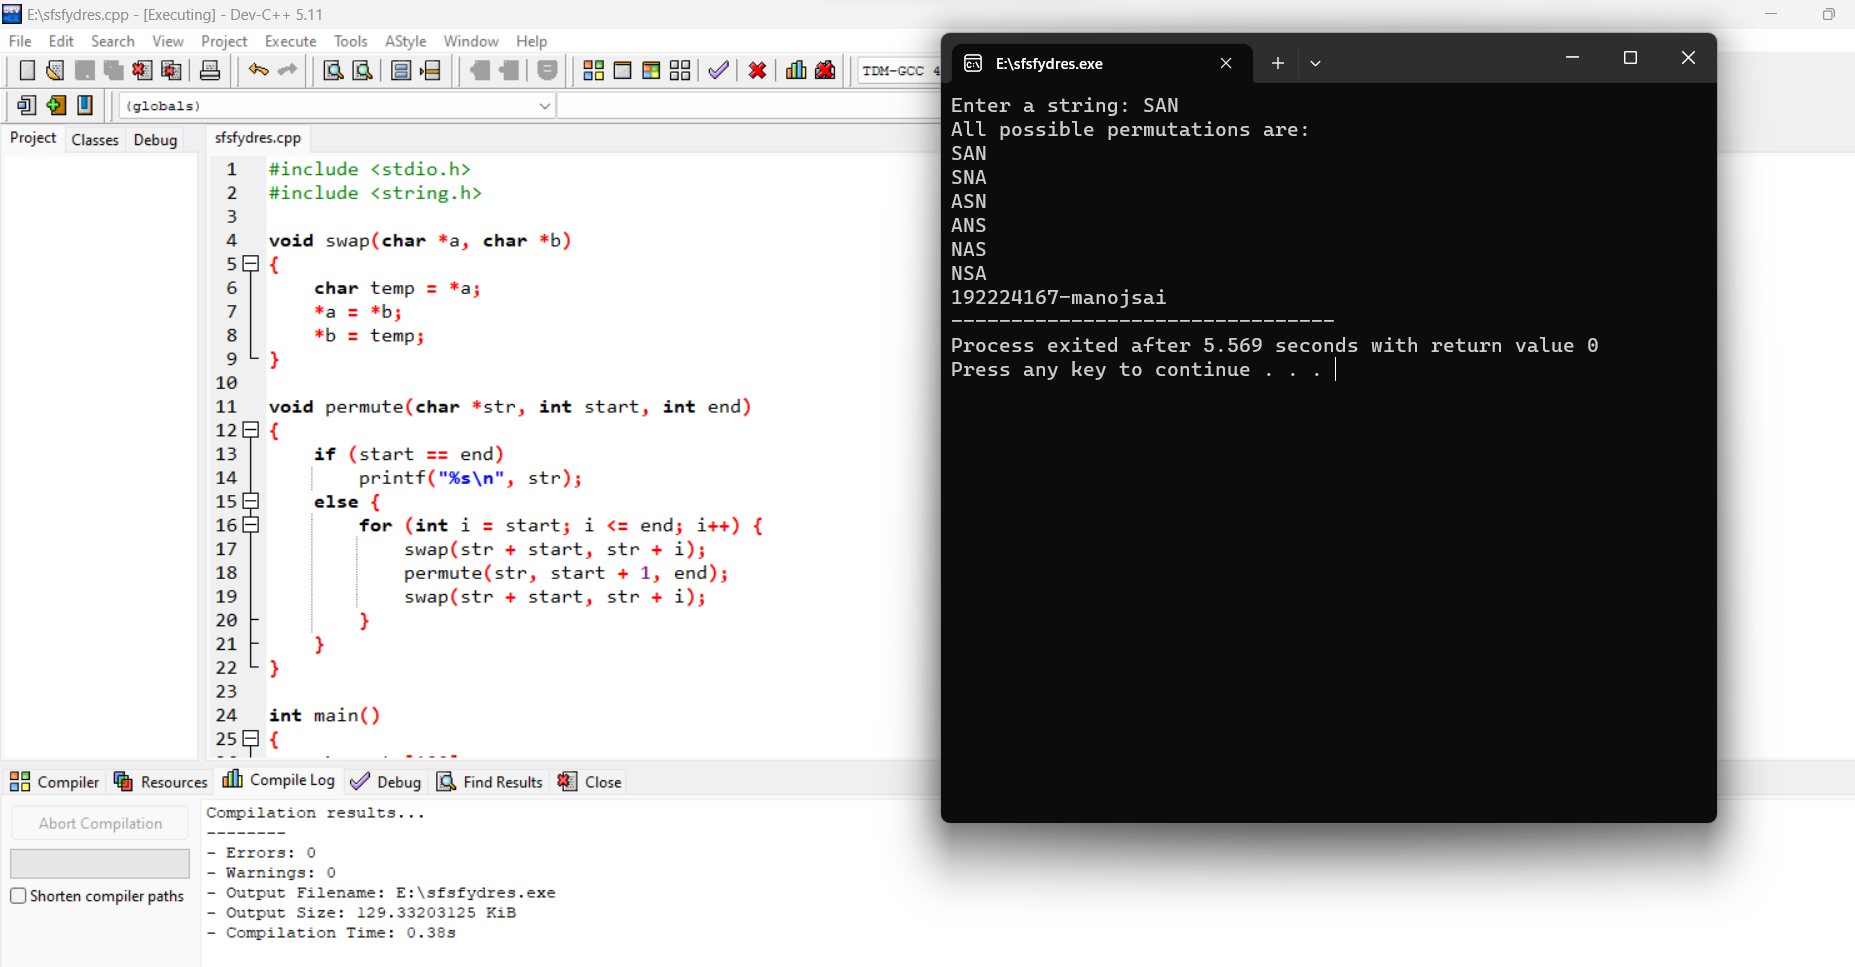 E:\sfsfydres.cpp - [Executing] - Dev-C++ 5.11
File Edit Search View Project Execute Tools AStyle Window Help
TDM-GCC 4
(globals)
Project Classes Debug
sfsfydres.cpp
1 #include <stdio.h>
2 #include <string.h>
3
4 void swap(char *a, char *b)
5 {
6 char temp = *a;
7 *a = *b;
8 *b = temp;
9 }
10
11 void permute(char *str, int start, int end)
12 {
13 if (start == end)
14 printf("%s\n", str);
15 else {
16 for (int i = start; i <= end; i++) {
17 swap(str + start, str + i);
18 permute(str, start + 1, end);
19 swap(str + start, str + i);
20 }
21 }
22 }
23
24 int main()
25 {
E:\sfsfydres.exe
Enter a string: SAN
All possible permutations are:
SAN
SNA
ASN
ANS
NAS
NSA
192224167-manojsai
--------------------------------
Process exited after 5.569 seconds with return value 0
Press any key to continue . . .
Compiler Resources Compile Log Debug Find Results Close
Abort Compilation
Shorten compiler paths
Compilation results...
--------
- Errors: 0
- Warnings: 0
- Output Filename: E:\sfsfydres.exe
- Output Size: 129.33203125 KiB
- Compilation Time: 0.38s